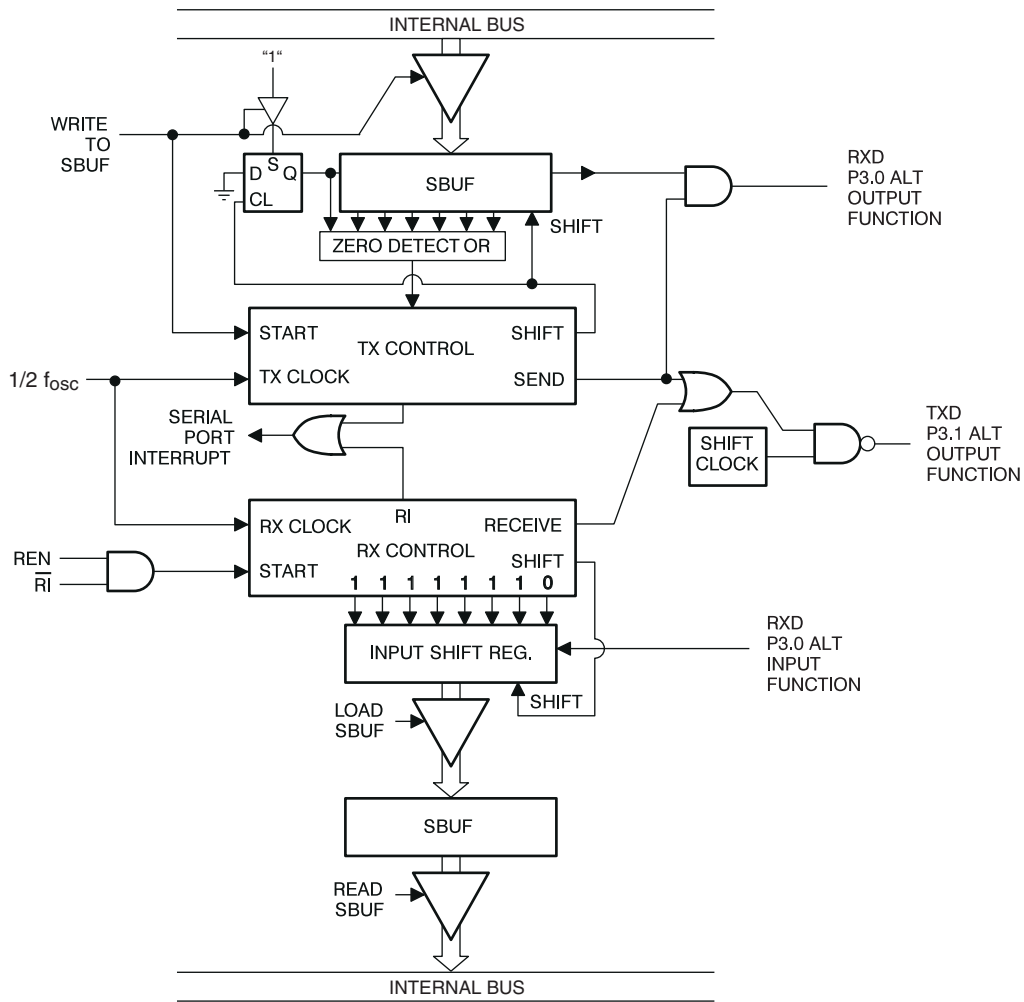 INTERNAL BUS
"1"
WRITE
TO
SBUF
D S Q
CL
SBUF
RXD
P3.0 ALT
OUTPUT
FUNCTION
SHIFT
ZERO DETECT OR
START
SHIFT
TX CONTROL
1/2 fOSC
TX CLOCK
SEND
SERIAL
PORT
INTERRUPT
SHIFT
CLOCK
TXD
P3.1 ALT
OUTPUT
FUNCTION
RI
RX CLOCK
RECEIVE
RX CONTROL
SHIFT
REN
R̅I̅
START
1 1 1 1 1 1 1 0
INPUT SHIFT REG.
RXD
P3.0 ALT
INPUT
FUNCTION
SHIFT
LOAD
SBUF
SBUF
READ
SBUF
INTERNAL BUS